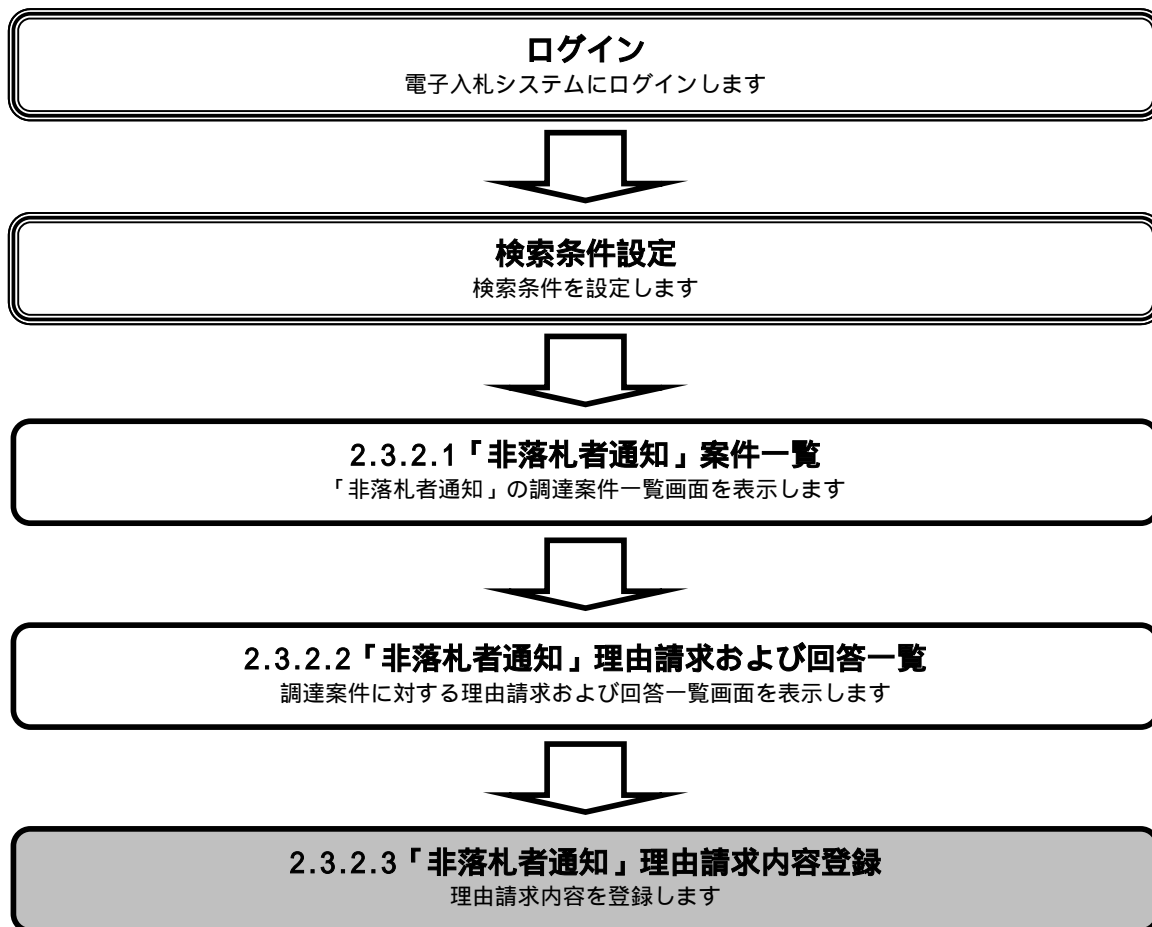 ログイン
電子入札システムにログインします
検索条件設定
検索条件を設定します
2.3.2.1「非落札者通知」案件一覧
「非落札者通知」の調達案件一覧画面を表示します
2.3.2.2「非落札者通知」理由請求および回答一覧
調達案件に対する理由請求および回答一覧画面を表示します
2.3.2.3「非落札者通知」理由請求内容登録
理由請求内容を登録します